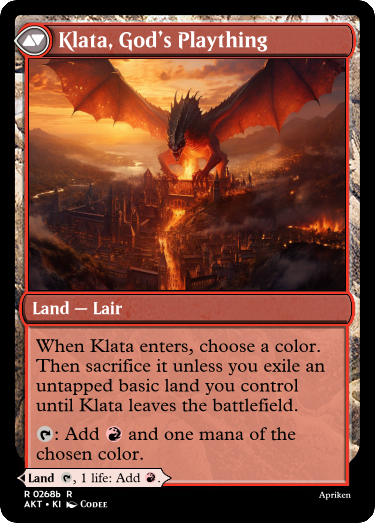 Klata, God's Plaything
Land — Lair
When Klata enters, choose a color.
Then sacrifice it unless you exile an
untapped basic land you control
until Klata leaves the battlefield.
: Add and one mana of the
chosen color.
Land , 1 life: Add .
R 0268b R
AKT • KI Codee
Apriken